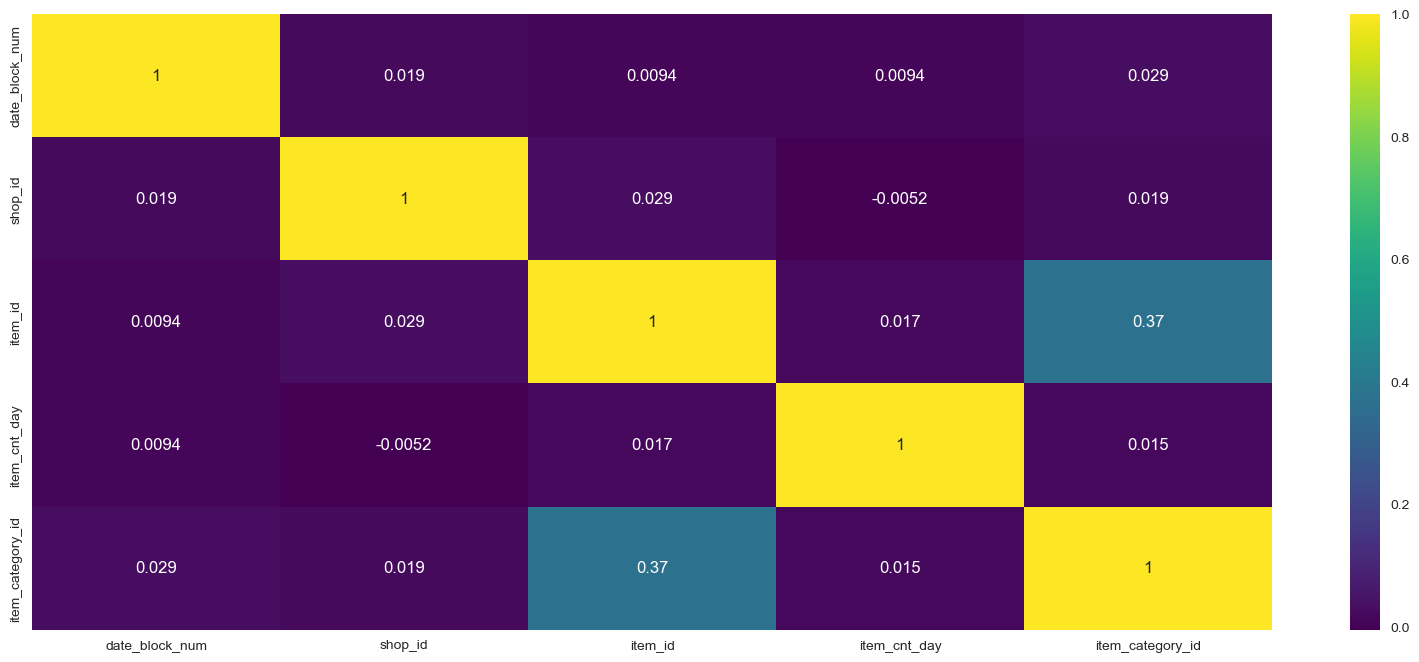 date_block_num 1 0.019 0.0094 0.0094 0.029
shop_id 0.019 1 0.029 -0.0052 0.019
item_id 0.0094 0.029 1 0.017 0.37
item_cnt_day 0.0094 -0.0052 0.017 1 0.015
item_category_id 0.029 0.019 0.37 0.015 1
date_block_num shop_id item_id item_cnt_day item_category_id
1.0
0.8
0.6
0.4
0.2
0.0